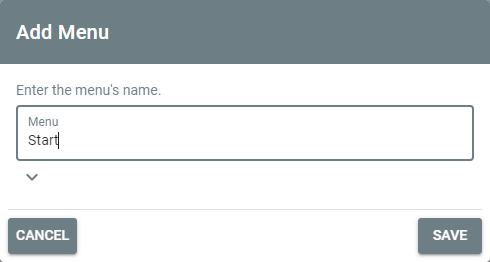 Add Menu
Enter the menu's name.
Menu
Start
CANCEL
SAVE